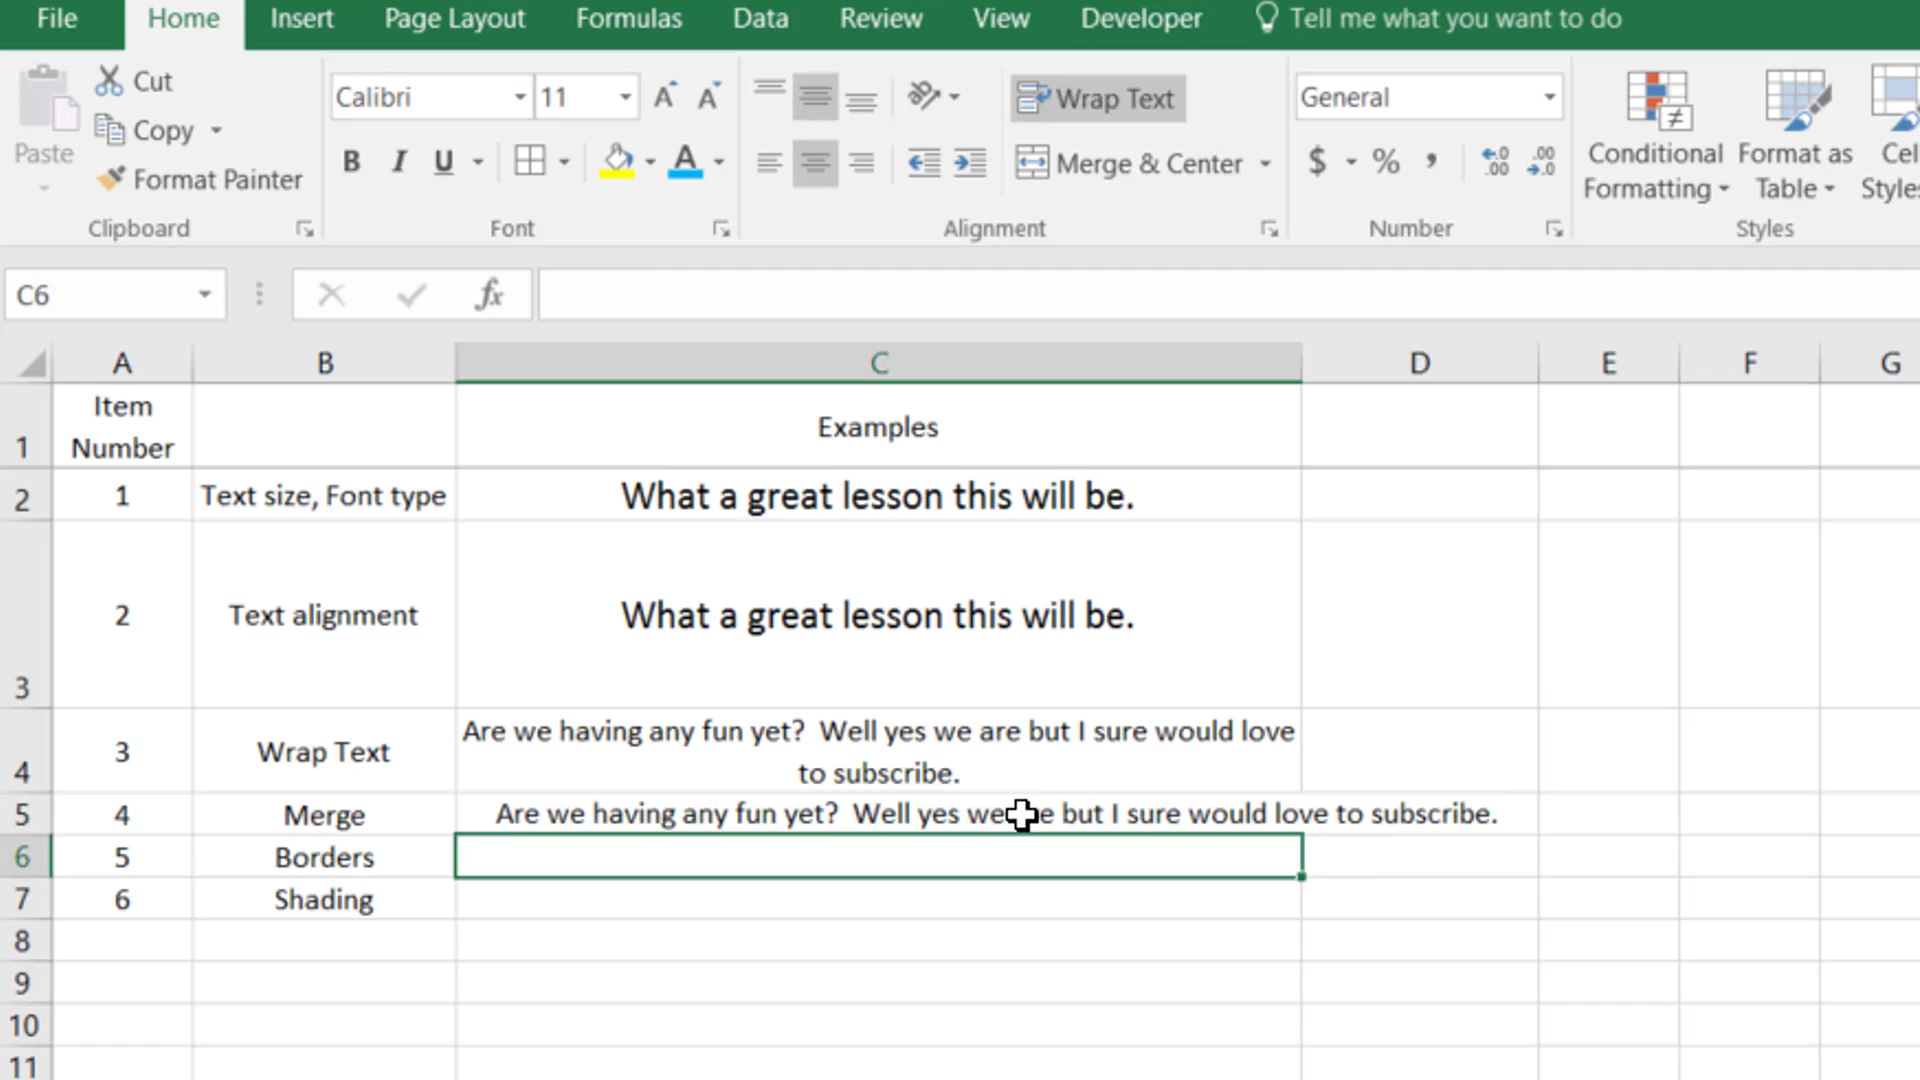 File Home Insert Page Layout Formulas Data Review View Developer Tell me what you want to do
Cut
Copy
Format Painter
Paste
Clipboard
Calibri 11 A A
B I U A
Font
Wrap Text
Merge & Center
Alignment
General
$ % , .0 .00 .00 .0
Number
Conditional Formatting
Format as Table
Styles
C6 fx
A B C D E F G
1 Item Number Examples
2 1 Text size, Font type What a great lesson this will be.
3 2 Text alignment What a great lesson this will be.
4 3 Wrap Text Are we having any fun yet? Well yes we are but I sure would love
to subscribe.
5 4 Merge Are we having any fun yet? Well yes we but I sure would love to subscribe.
6 5 Borders
7 6 Shading
8
9
10
11